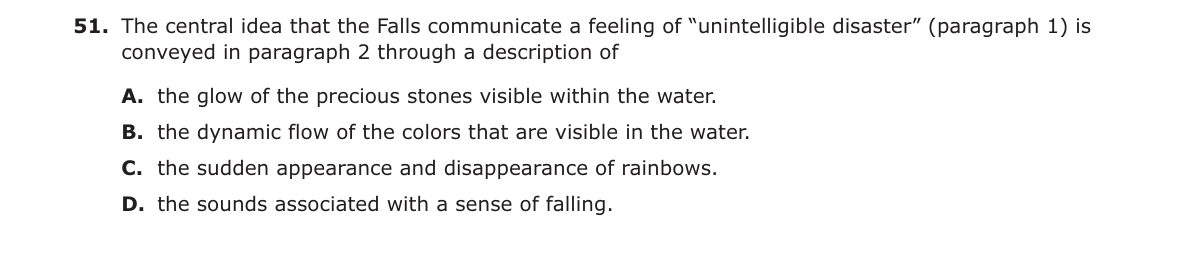 51. The central idea that the Falls communicate a feeling of “unintelligible disaster” (paragraph 1) is
conveyed in paragraph 2 through a description of
A. the glow of the precious stones visible within the water.
B. the dynamic flow of the colors that are visible in the water.
C. the sudden appearance and disappearance of rainbows.
D. the sounds associated with a sense of falling.